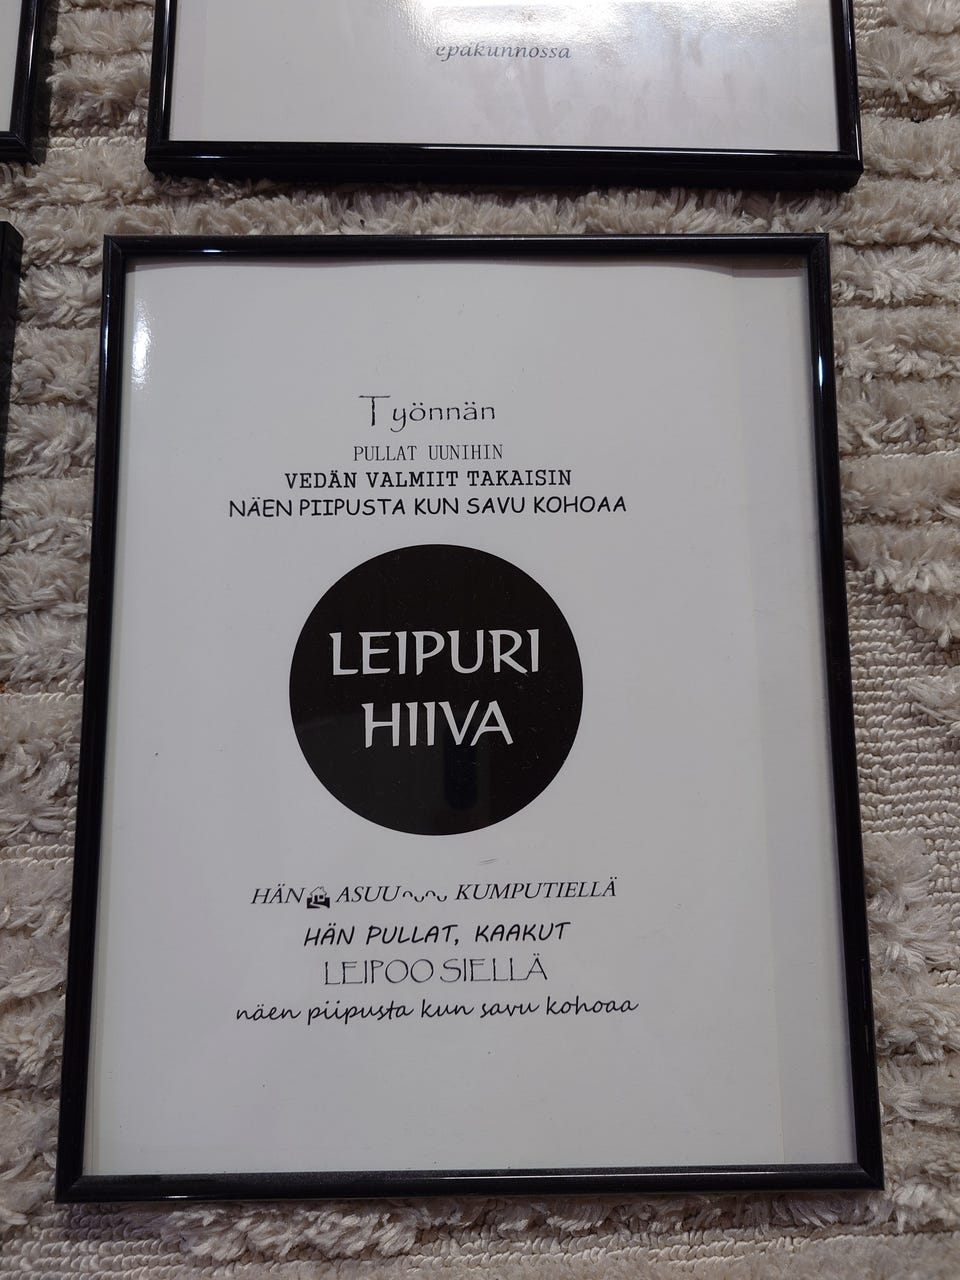 epäkunnossa
Työnnän
PULLAT UUNIHIN
VEDÄN VALMIIT TAKAISIN
NÄEN PIIPUSTA KUN SAVU KOHOAA
LEIPURI
HIIVA
HÄN ASUU KUMPUTIELLÄ
HÄN PULLAT, KAAKUT
LEIPOO SIELLÄ
näen piipusta kun savu kohoaa